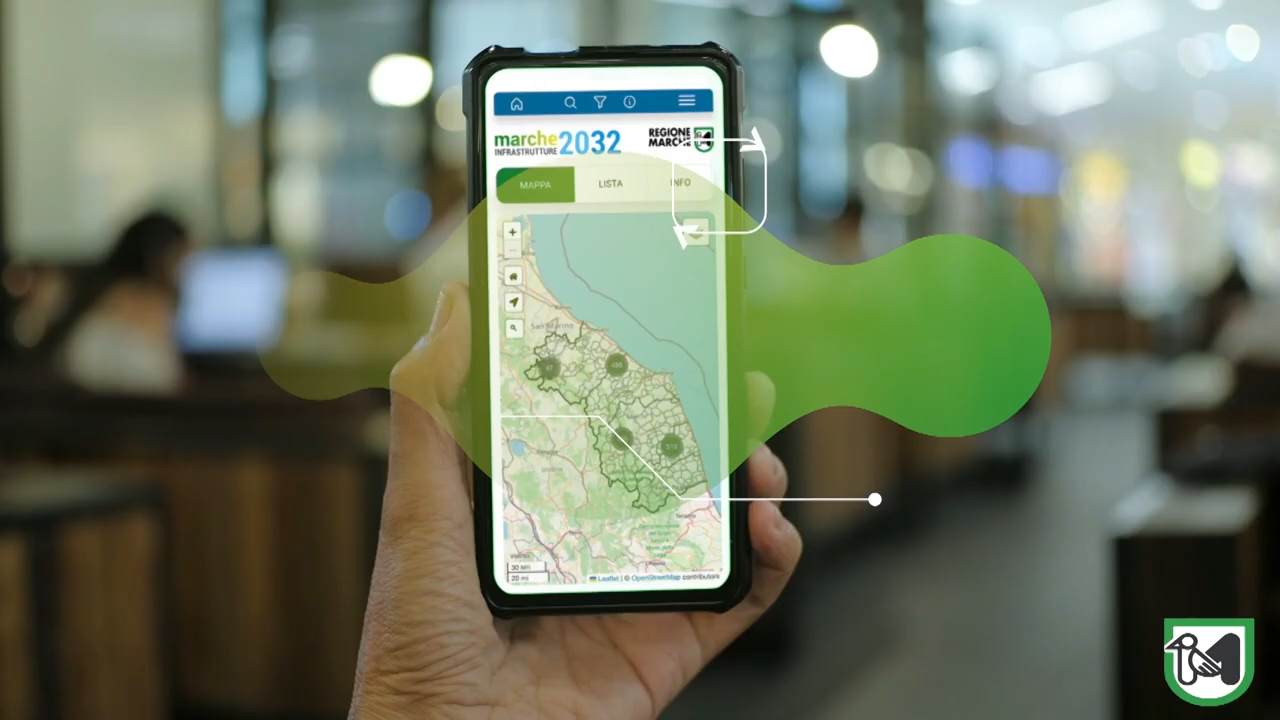 marche 2032
INFRASTRUTTURE
REGIONE
MARCHE
MAPPA LISTA INFO
+
San Marino
30 km
20 mi
Leaflet | © OpenStreetMap contributors